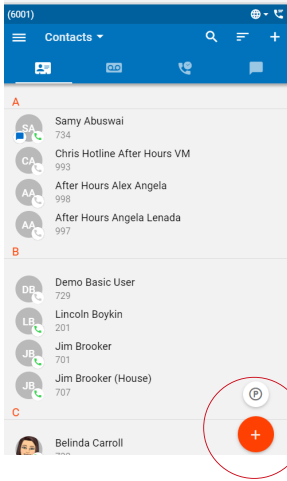 (6001)
Contacts
A
SA Samy Abuswai
734
CA Chris Hotline After Hours VM
993
AA After Hours Alex Angela
998
AA After Hours Angela Lenada
997
B
DB Demo Basic User
729
LB Lincoln Boykin
201
JB Jim Brooker
701
JB Jim Brooker (House)
707
P
C
Belinda Carroll